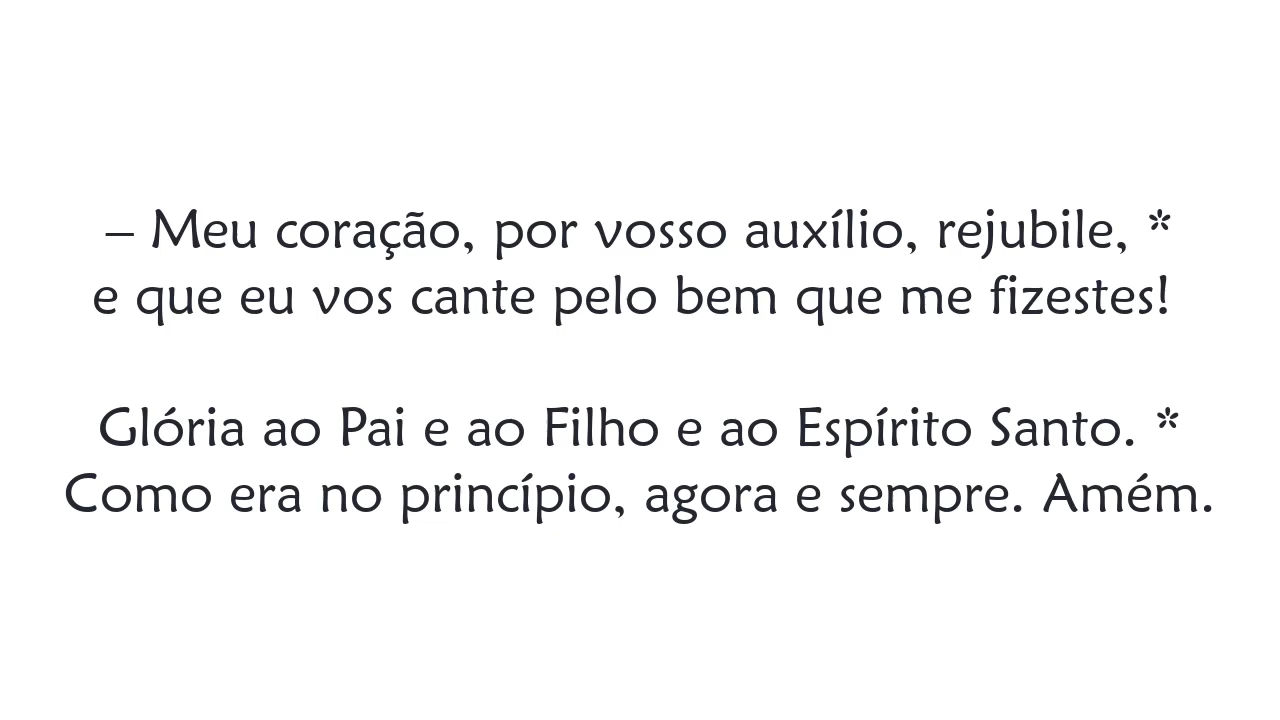 – Meu coração, por vosso auxílio, rejubile, *
e que eu vos cante pelo bem que me fizestes!
Glória ao Pai e ao Filho e ao Espírito Santo. *
Como era no princípio, agora e sempre. Amém.